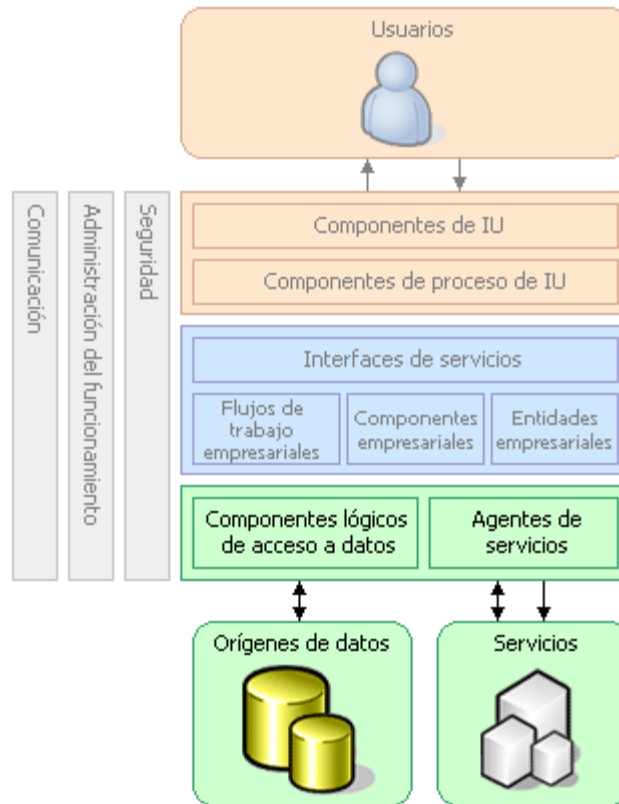 Usuarios
Comunicación
Administración del funcionamiento
Seguridad
Componentes de IU
Componentes de proceso de IU
Interfaces de servicios
Flujos de
trabajo
empresariales
Componentes
empresariales
Entidades
empresariales
Componentes lógicos
de acceso a datos
Agentes de
servicios
Orígenes de datos
Servicios